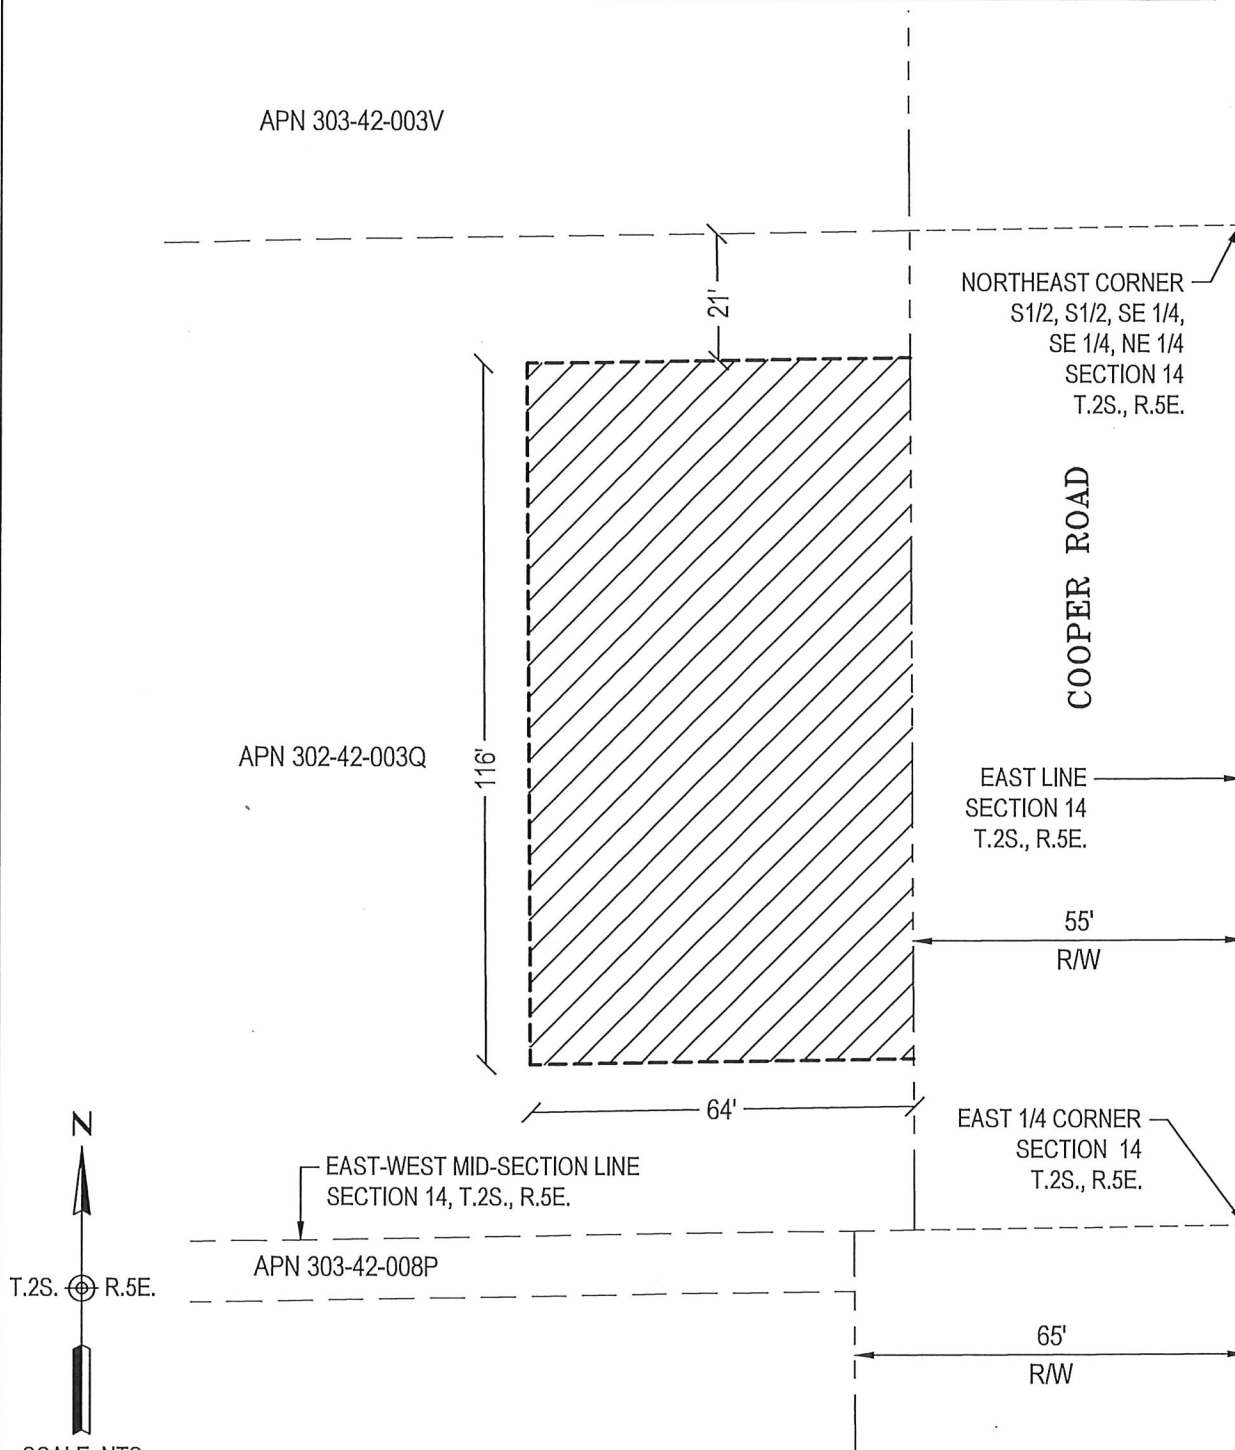 APN 303-42-003V
21'
NORTHEAST CORNER
S1/2, S1/2, SE 1/4,
SE 1/4, NE 1/4
SECTION 14
T.2S., R.5E.
COOPER ROAD
APN 302-42-003Q
116'
EAST LINE
SECTION 14
T.2S., R.5E.
55'
R/W
64'
N
EAST-WEST MID-SECTION LINE
SECTION 14, T.2S., R.5E.
EAST 1/4 CORNER
SECTION 14
T.2S., R.5E.
APN 303-42-008P
T.2S. R.5E.
65'
R/W
SCALE: NTS